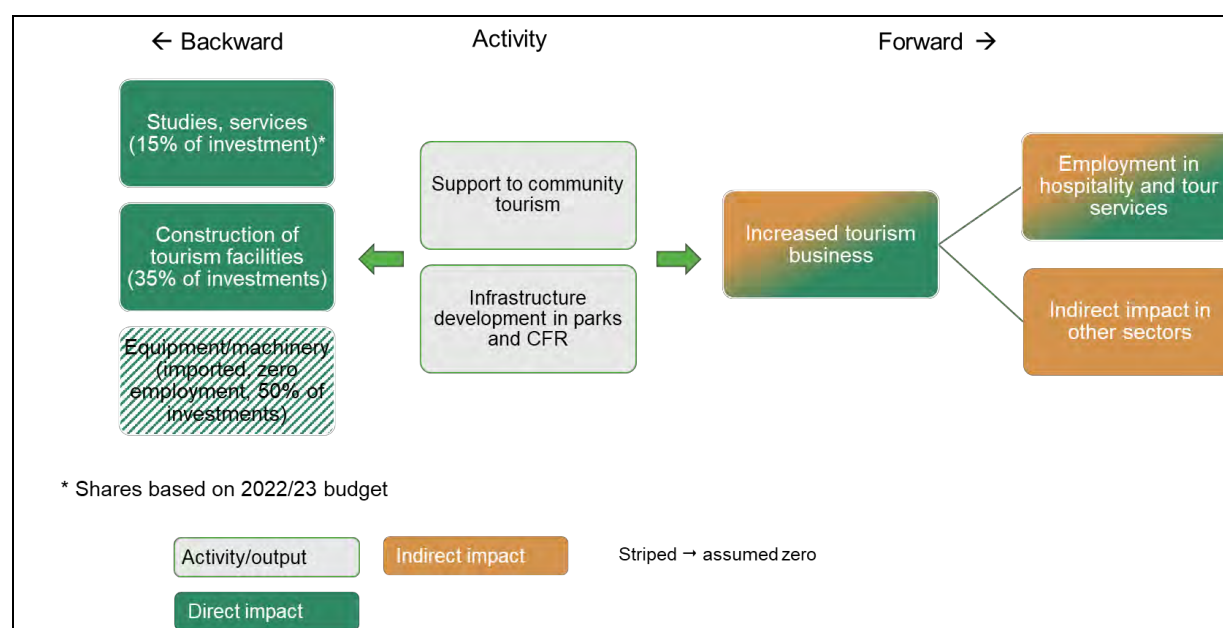 ← Backward
Activity
Forward →
Studies, services
(15% of investment)*
Construction of
tourism facilities
(35% of investments)
Equipment/machinery
(imported, zero
employment, 50% of
investments)
Support to community
tourism
Infrastructure
development in parks
and CFR
Increased tourism
business
Employment in
hospitality and tour
services
Indirect impact in
other sectors
* Shares based on 2022/23 budget
Activity/output
Indirect impact
Striped → assumed zero
Direct impact